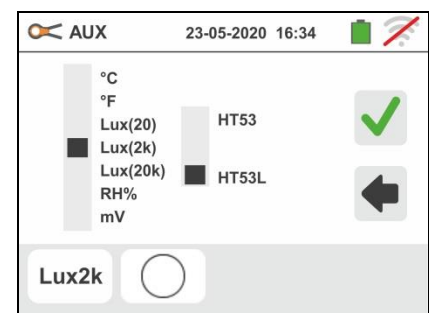 AUX 23-05-2020 16:34
°C
°F
Lux(20)
Lux(2k)
Lux(20k)
RH%
mV
HT53
HT53L
Lux2k